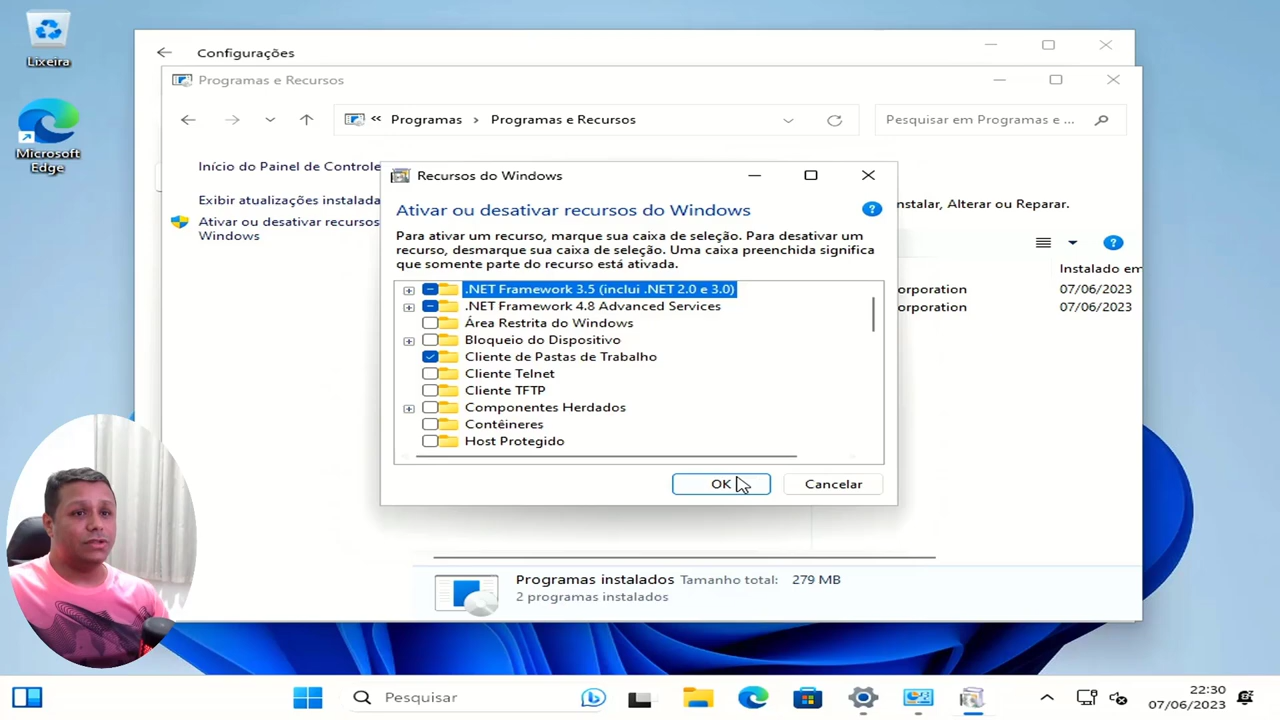 Lixeira
Microsoft
Edge
Configurações
Programas e Recursos
« Programas > Programas e Recursos
Pesquisar em Programas e ...
Início do Painel de Controle
Exibir atualizações instalada
Ativar ou desativar recursos
Windows
nstalar, Alterar ou Reparar.
Instalado em
orporation 07/06/2023
orporation 07/06/2023
Recursos do Windows
Ativar ou desativar recursos do Windows
Para ativar um recurso, marque sua caixa de seleção. Para desativar um
recurso, desmarque sua caixa de seleção. Uma caixa preenchida significa
que somente parte do recurso está ativada.
.NET Framework 3.5 (inclui .NET 2.0 e 3.0)
.NET Framework 4.8 Advanced Services
Área Restrita do Windows
Bloqueio do Dispositivo
Cliente de Pastas de Trabalho
Cliente Telnet
Cliente TFTP
Componentes Herdados
Contêineres
Host Protegido
OK
Cancelar
Programas instalados Tamanho total: 279 MB
2 programas instalados
Pesquisar
22:30
07/06/2023